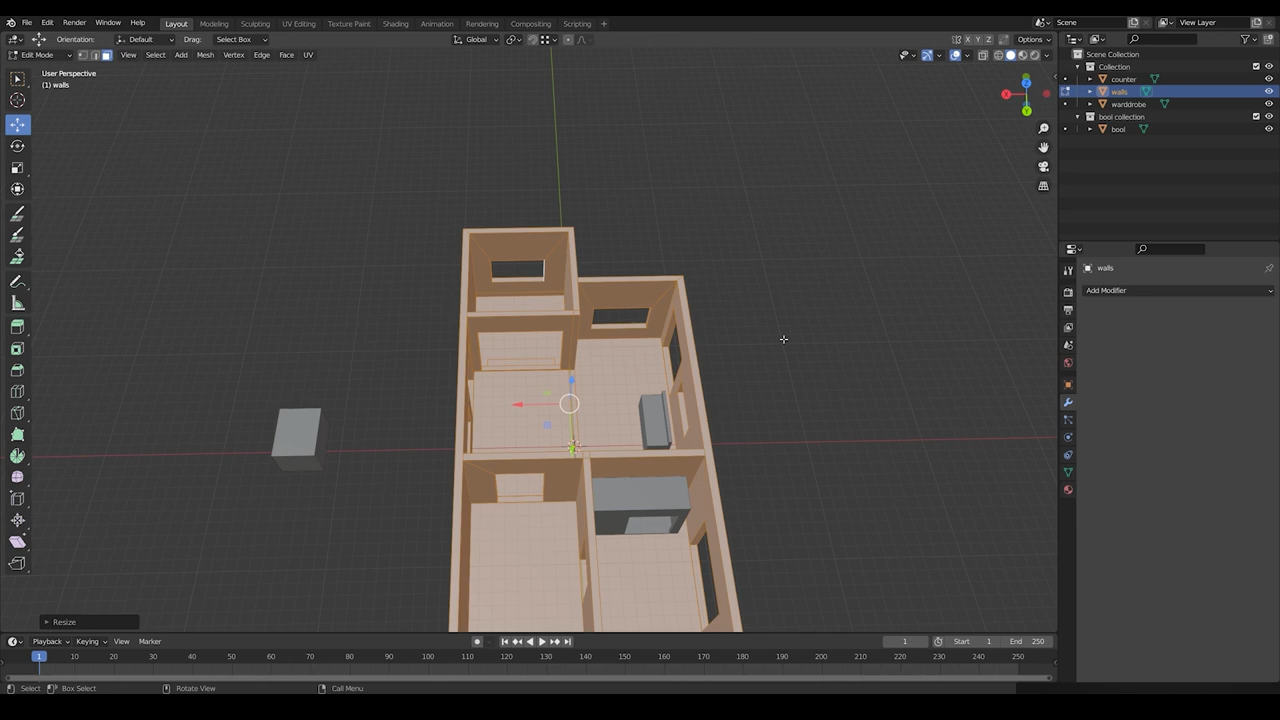 File Edit Render Window Help Layout Modeling Sculpting UV Editing Texture Paint Shading Animation Rendering Compositing Scripting + Scene View Layer
Orientation: Default Drag: Select Box Global X Y Z Options
Edit Mode View Select Add Mesh Vertex Edge Face UV
User Perspective
(1) walls
Scene Collection
Collection
counter
walls
warddrobe
bool collection
bool
X Z Y
walls
Add Modifier
Resize
Playback Keying View Marker 1 Start 1 End 250
1 10 20 30 40 50 60 70 80 90 100 110 120 130 140 150 160 170 180 190 200 210 220 230 240 250
Select Box Select Rotate View Call Menu